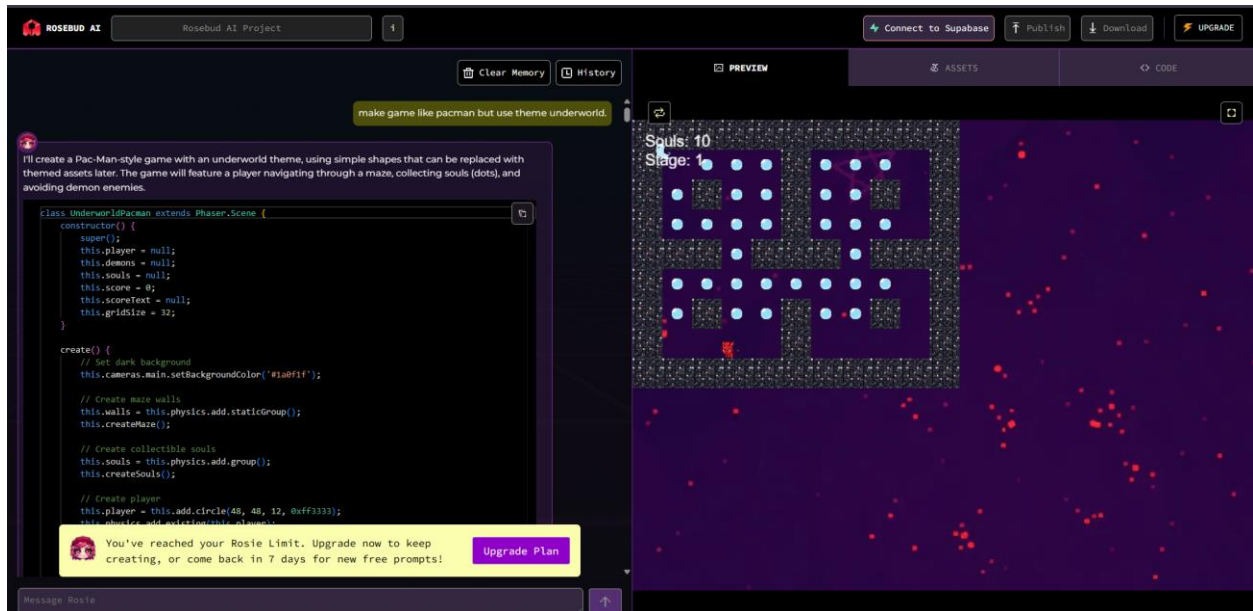 ROSEBUD AI
Rosebud AI Project
i
Connect to Supabase
Publish
Download
UPGRADE
Clear Memory
History
PREVIEW
ASSETS
<> CODE
make game like pacman but use theme underworld.
I'll create a Pac-Man-style game with an underworld theme, using simple shapes that can be replaced with
themed assets later. The game will feature a player navigating through a maze, collecting souls (dots), and
avoiding demon enemies.
class UnderworldPacman extends Phaser.Scene {
constructor() {
super();
this.player = null;
this.demons = null;
this.souls = null;
this.score = 0;
this.scoreText = null;
this.gridSize = 32;
}
create() {
// Set dark background
this.cameras.main.setBackgroundColor('#1a0f1f');
// Create maze walls
this.walls = this.physics.add.staticGroup();
this.createMaze();
// Create collectible souls
this.souls = this.physics.add.group();
this.createSouls();
// Create player
this.player = this.add.circle(48, 48, 12, 0xff3333);
this.physics.add.existing(this.player);
You've reached your Rosie Limit. Upgrade now to keep
creating, or come back in 7 days for new free prompts!
Upgrade Plan
Message Rosie
Souls: 10
Stage: 1